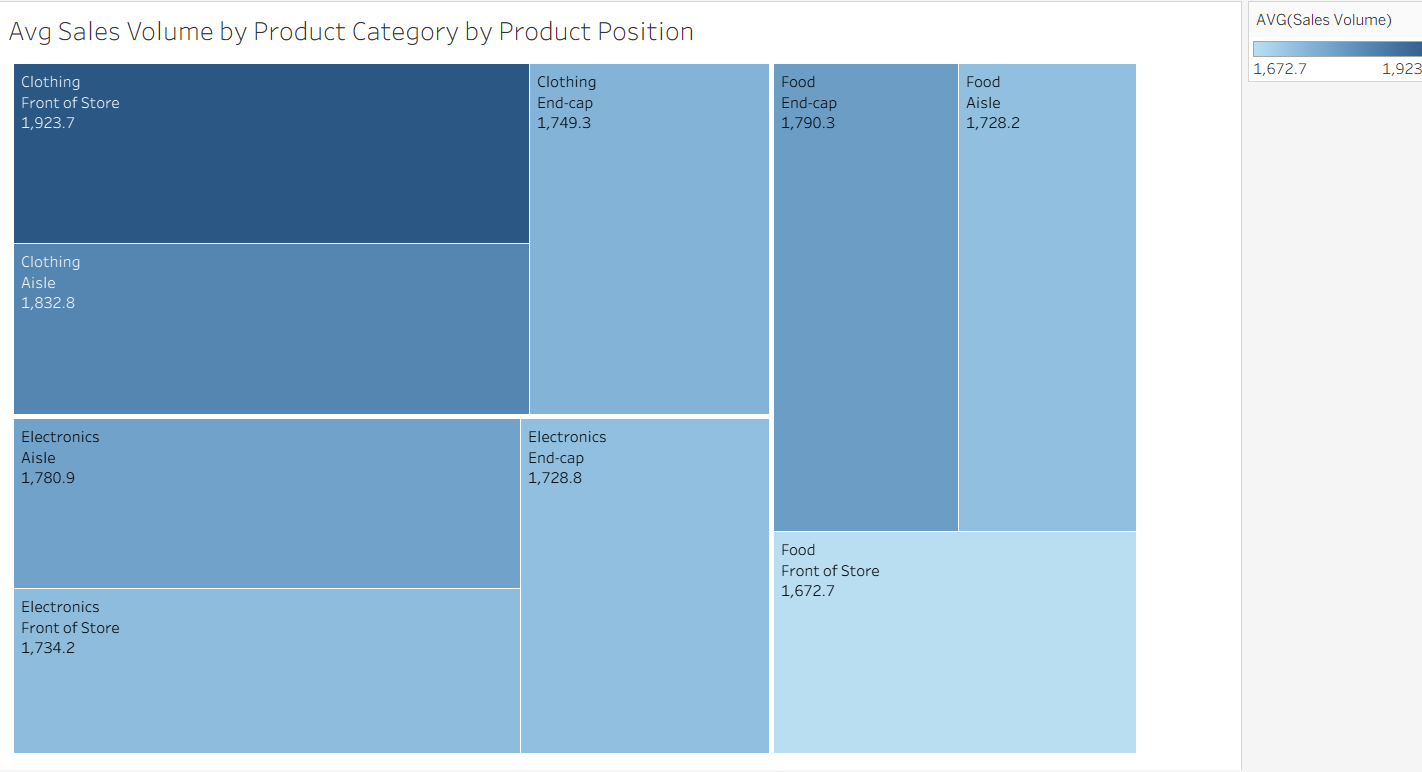 Avg Sales Volume by Product Category by Product Position
Clothing
Front of Store
1,923.7
Clothing
End-cap
1,749.3
Clothing
Aisle
1,832.8
Electronics
Aisle
1,780.9
Electronics
End-cap
1,728.8
Electronics
Front of Store
1,734.2
Food
End-cap
1,790.3
Food
Aisle
1,728.2
Food
Front of Store
1,672.7
AVG(Sales Volume)
1,672.7 1,923